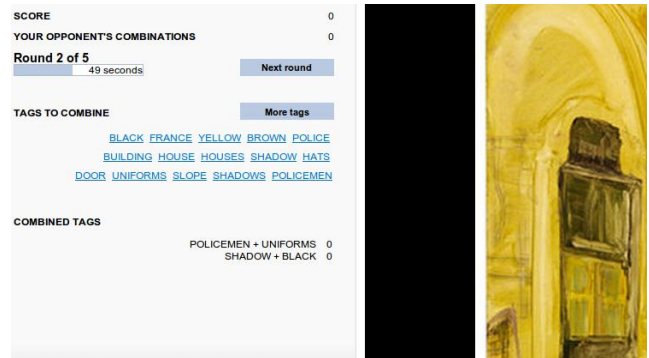 SCORE 0
YOUR OPPONENT'S COMBINATIONS 0
Round 2 of 5
49 seconds Next round
TAGS TO COMBINE More tags
BLACK FRANCE YELLOW BROWN POLICE
BUILDING HOUSE HOUSES SHADOW HATS
DOOR UNIFORMS SLOPE SHADOWS POLICEMEN
COMBINED TAGS
POLICEMEN + UNIFORMS 0
SHADOW + BLACK 0